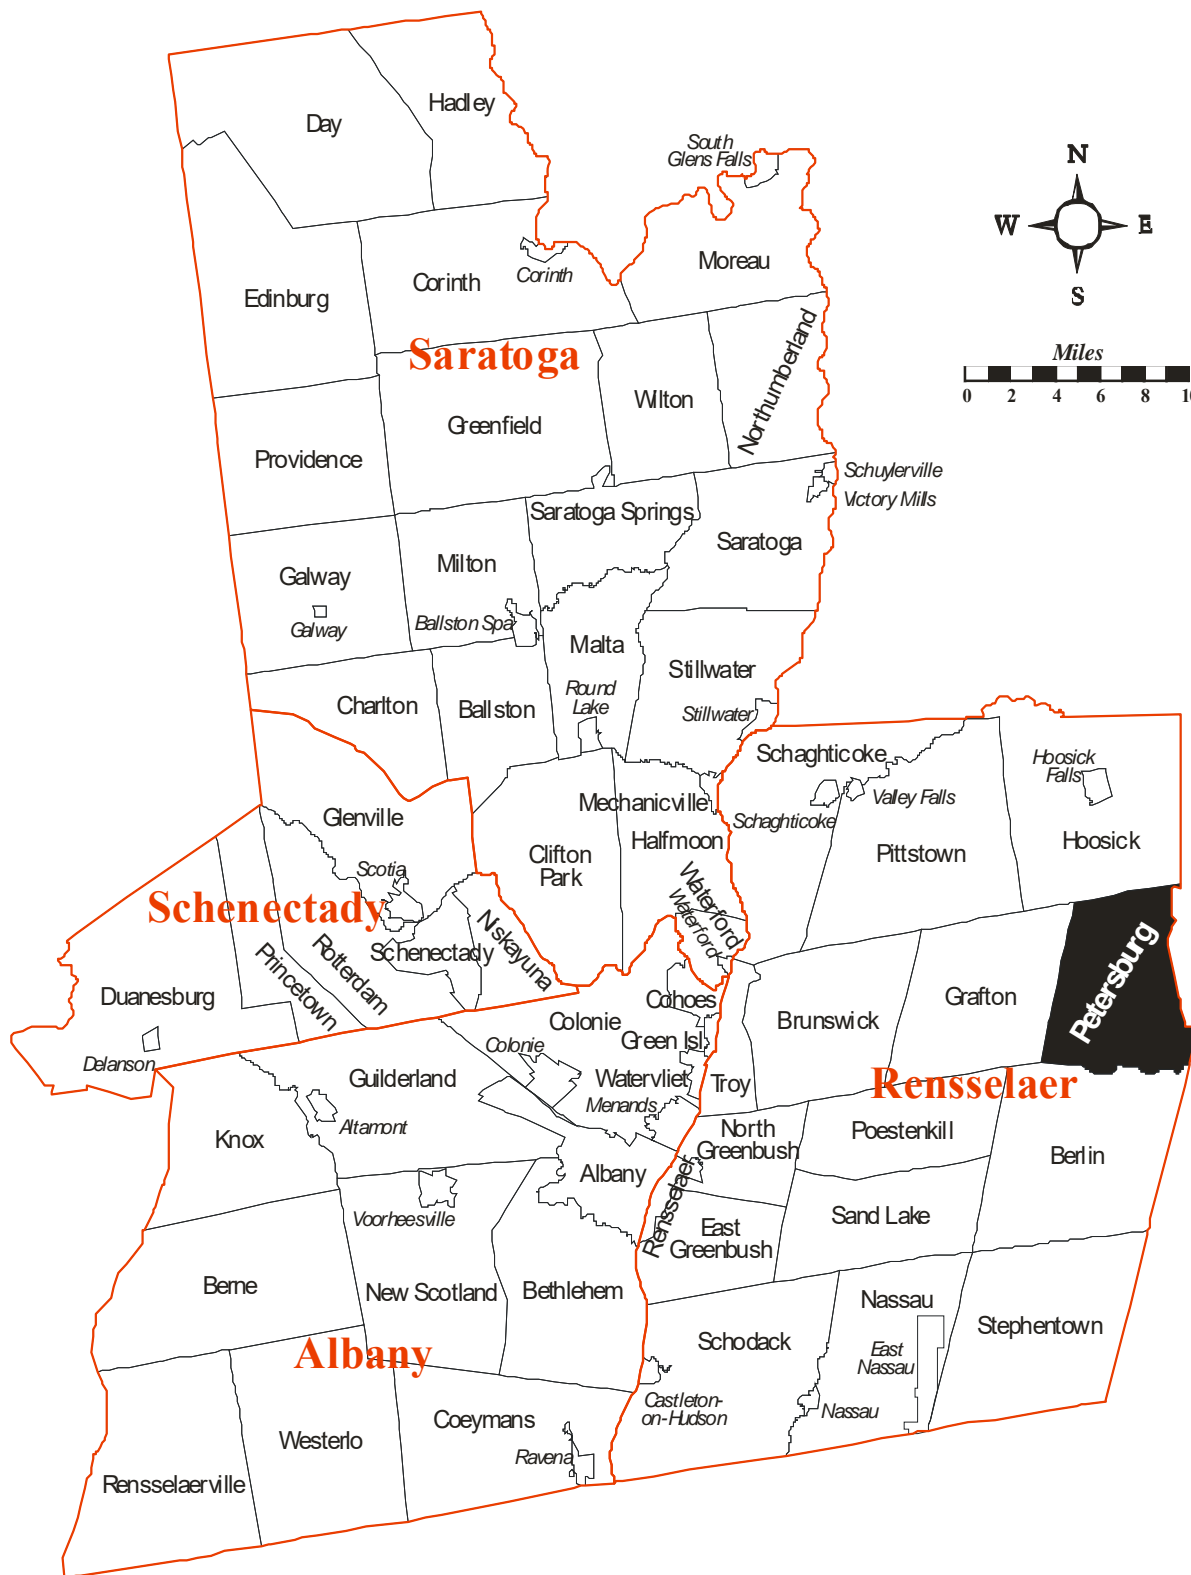 Hadley
Day
South
Glens Falls
N
W
E
S
Moreau
Corinth
Corinth
Edinburg
Saratoga
Miles
0 2 4 6 8 10
Northumberland
Wilton
Greenfield
Providence
Schuylerville
Victory Mills
Saratoga Springs
Saratoga
Milton
Galway
Galway
Ballston Spa
Malta
Stillwater
Round
Lake
Stillwater
Charlton
Ballston
Schaghticoke
Hoosick
Falls
Valley Falls
Schaghticoke
Mechanicville
Glenville
Halfmoon
Hoosick
Pittstown
Clifton
Park
Scotia
Waterford
Waterford
Schenectady
Schenectady
Niskayuna
Rotterdam
Princetown
Petersburg
Duanesburg
Grafton
Cohoes
Brunswick
Colonie
Green Isl.
Colonie
Delanson
Guilderland
Watervliet
Troy
Rensselaer
Menands
Altamont
Knox
North
Greenbush
Poestenkill
Berlin
Albany
Rensselaer
Voorheesville
Sand Lake
East
Greenbush
Berne
New Scotland
Bethlehem
Nassau
Stephentown
Schodack
Albany
East
Nassau
Castleton-
on-Hudson
Nassau
Coeymans
Westerlo
Ravena
Rensselaerville